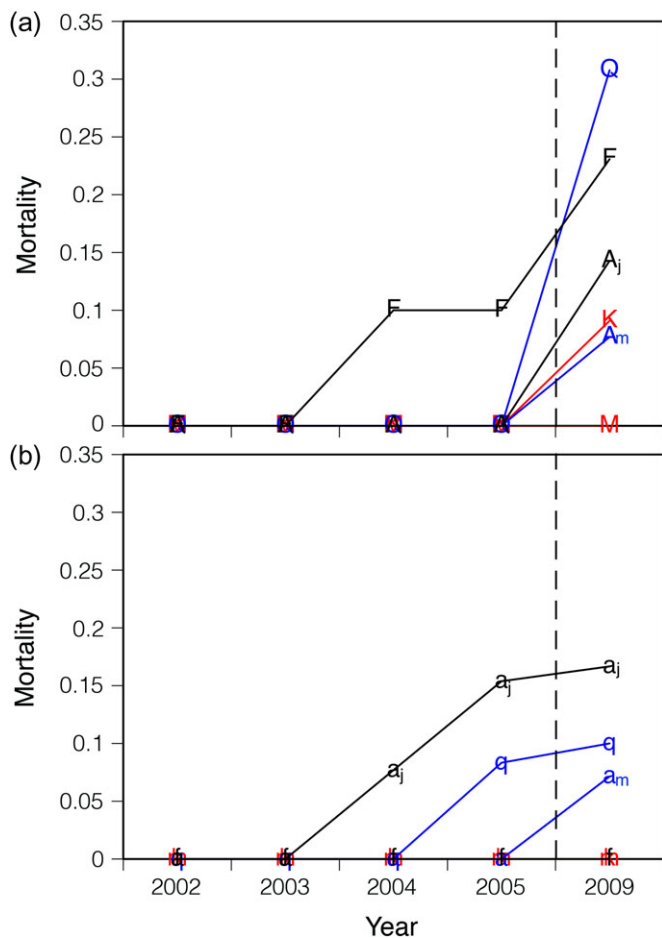 (a)
0.35
0.3
0.25
0.2
0.15
0.1
0.05
0
Mortality
Q
F
Aj
K
Am
M
F F
A A A A
(b)
0.35
0.3
0.25
0.2
0.15
0.1
0.05
0
Mortality
aj aj aj
q q
am
f f f f f
2002 2003 2004 2005 2009
Year